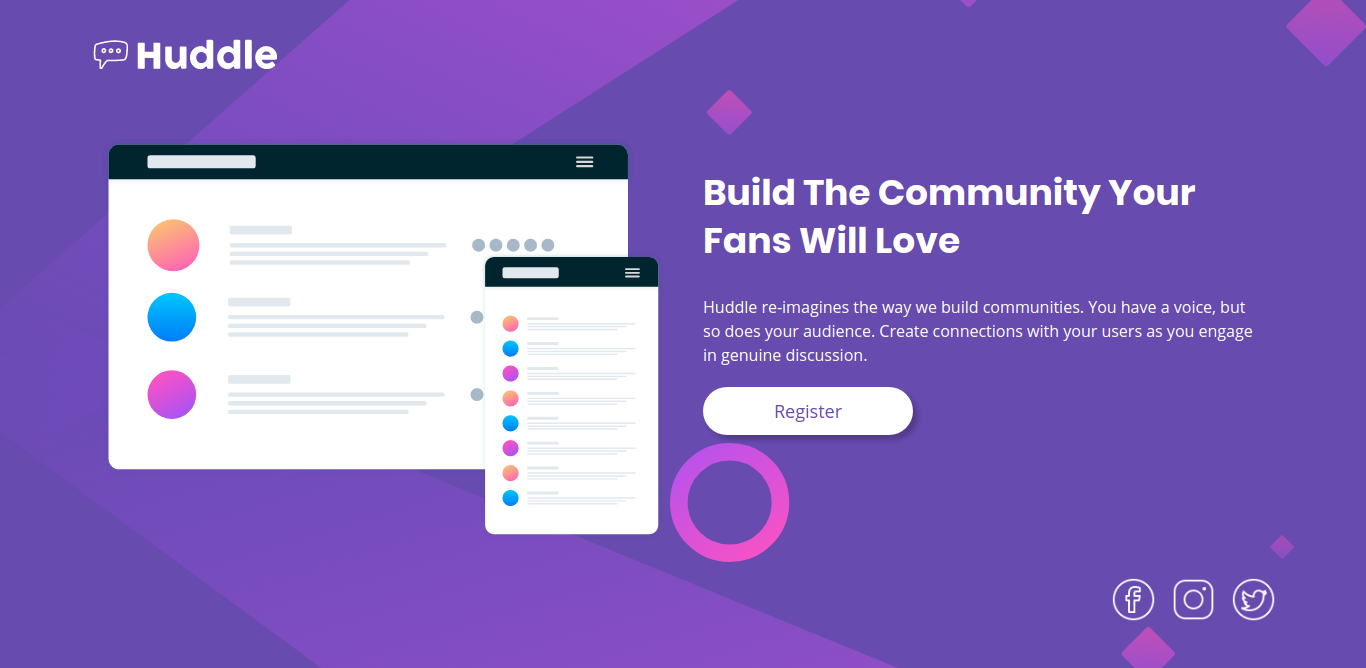 Huddle
Build The Community Your
Fans Will Love
Huddle re-imagines the way we build communities. You have a voice, but
so does your audience. Create connections with your users as you engage
in genuine discussion.
Register